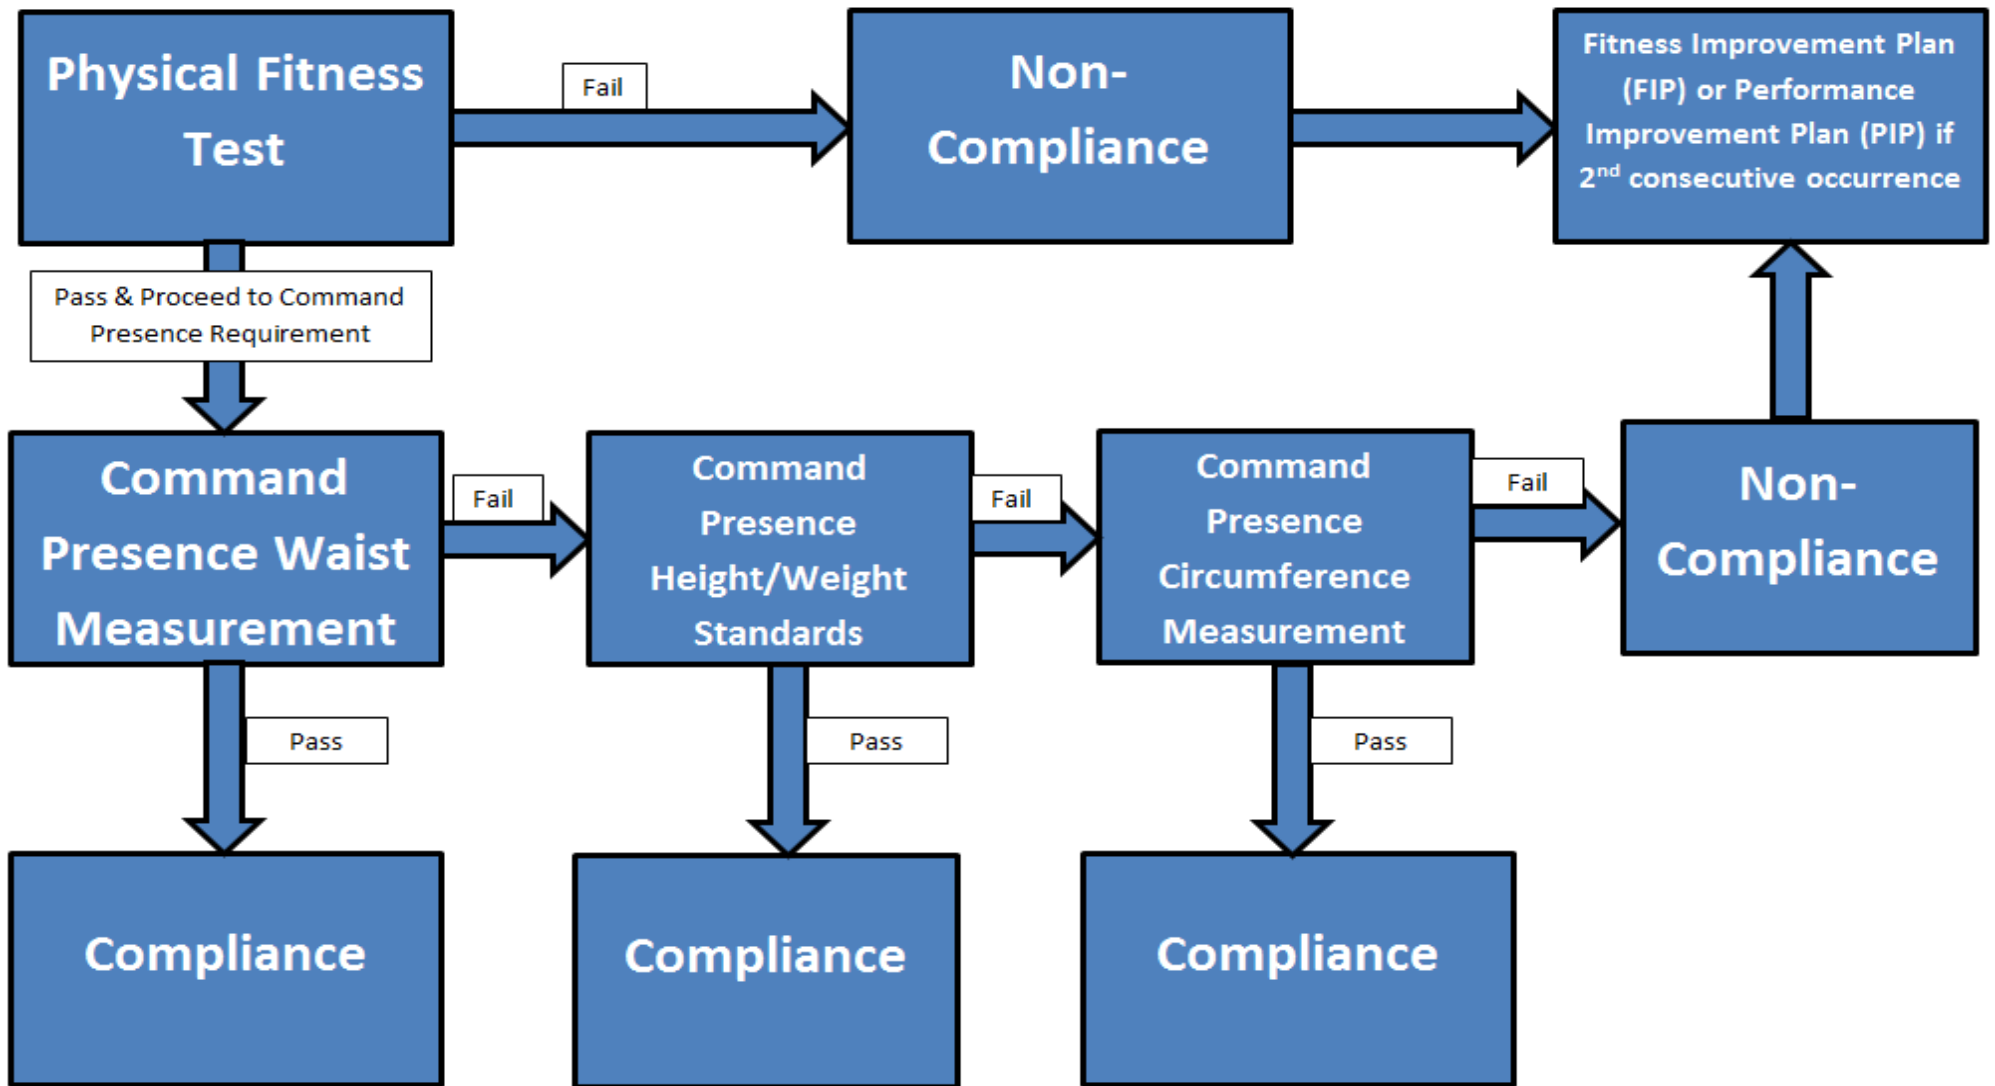 Physical Fitness
Test
Fail
Non-
Compliance
Fitness Improvement Plan
(FIP) or Performance
Improvement Plan (PIP) if
2nd consecutive occurrence
Pass & Proceed to Command
Presence Requirement
Command
Presence Waist
Measurement
Fail
Command
Presence
Height/Weight
Standards
Fail
Command
Presence
Circumference
Measurement
Fail
Non-
Compliance
Pass
Pass
Pass
Compliance
Compliance
Compliance